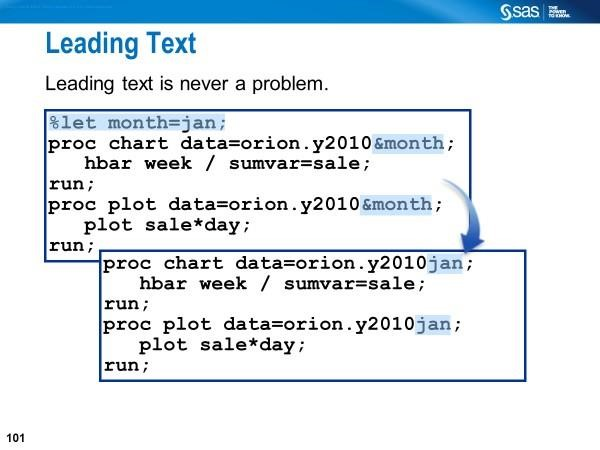 sas
THE
POWER
TO KNOW.
Leading Text
Leading text is never a problem.
%let month=jan;
proc chart data=orion.y2010&month;
hbar week / sumvar=sale;
run;
proc plot data=orion.y2010&month;
plot sale*day;
run;
proc chart data=orion.y2010jan;
hbar week / sumvar=sale;
run;
proc plot data=orion.y2010jan;
plot sale*day;
run;
101